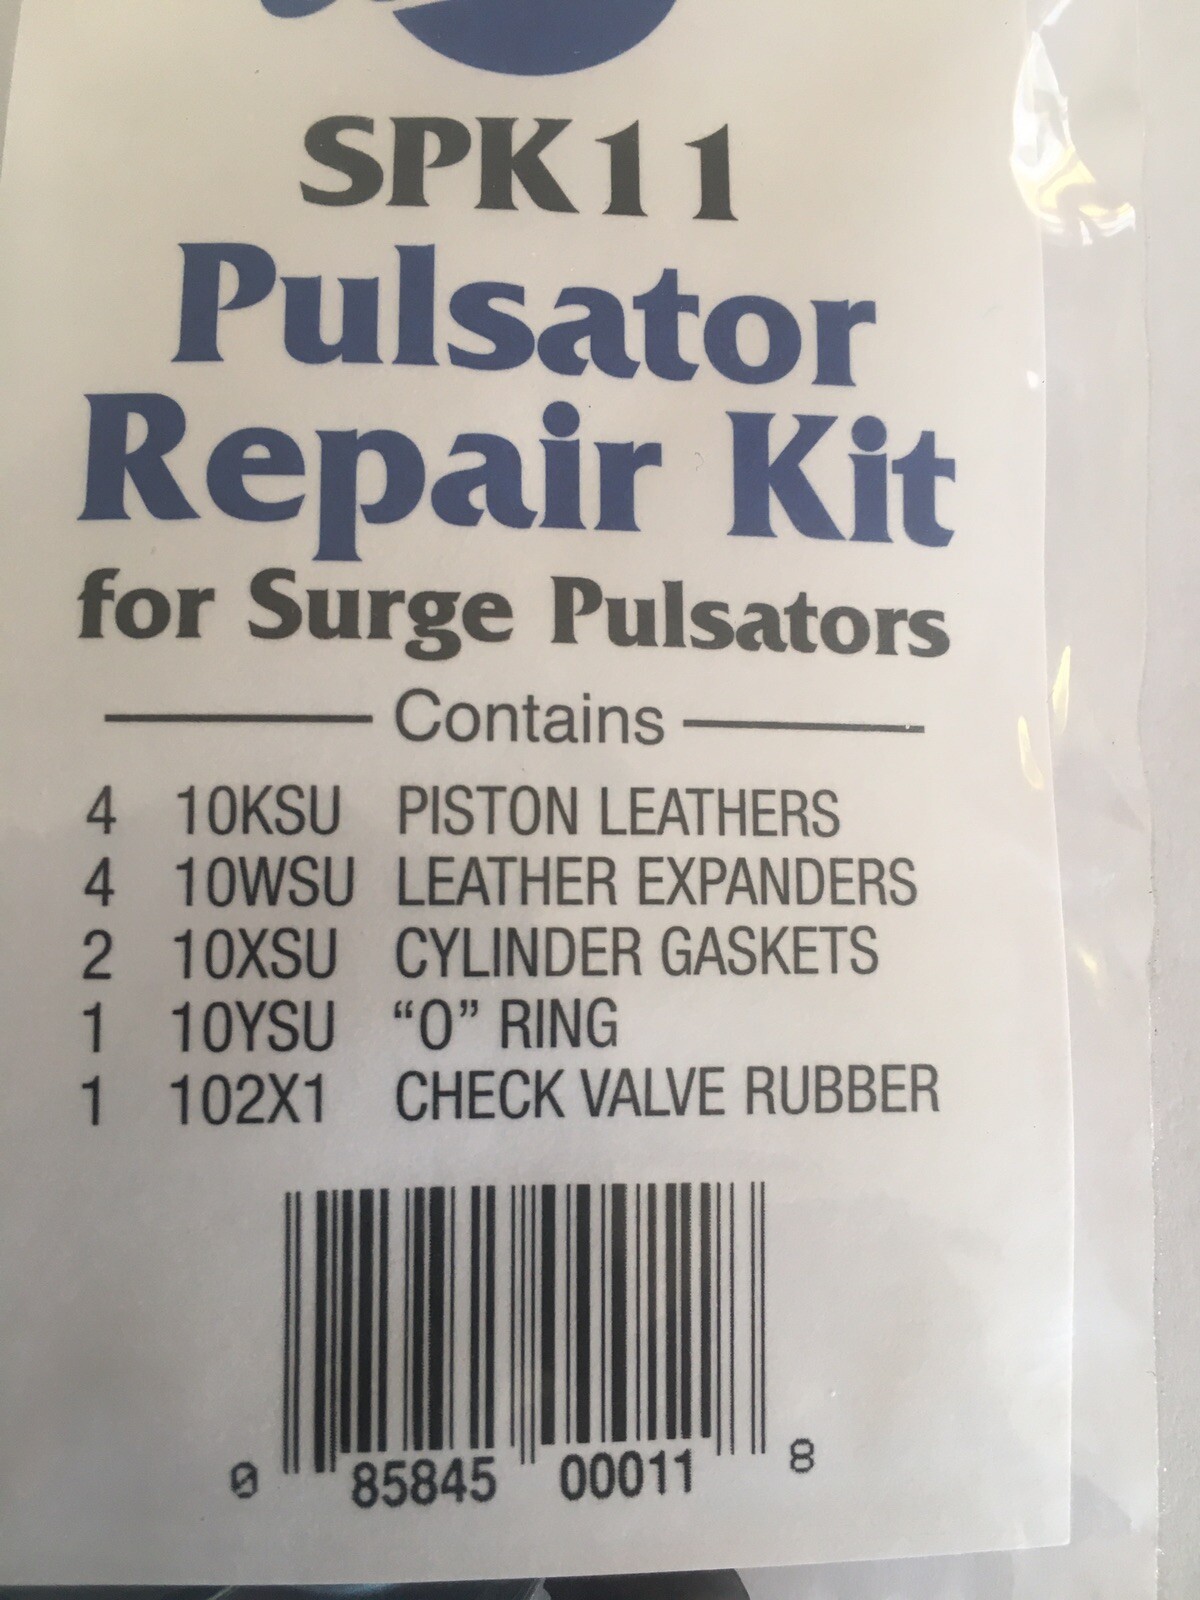 SPK11
Pulsator
Repair Kit
for Surge Pulsators
Contains
4 10KSU PISTON LEATHERS
4 10WSU LEATHER EXPANDERS
2 10XSU CYLINDER GASKETS
1 10YSU “O” RING
1 102X1 CHECK VALVE RUBBER
0 85845 00011 8